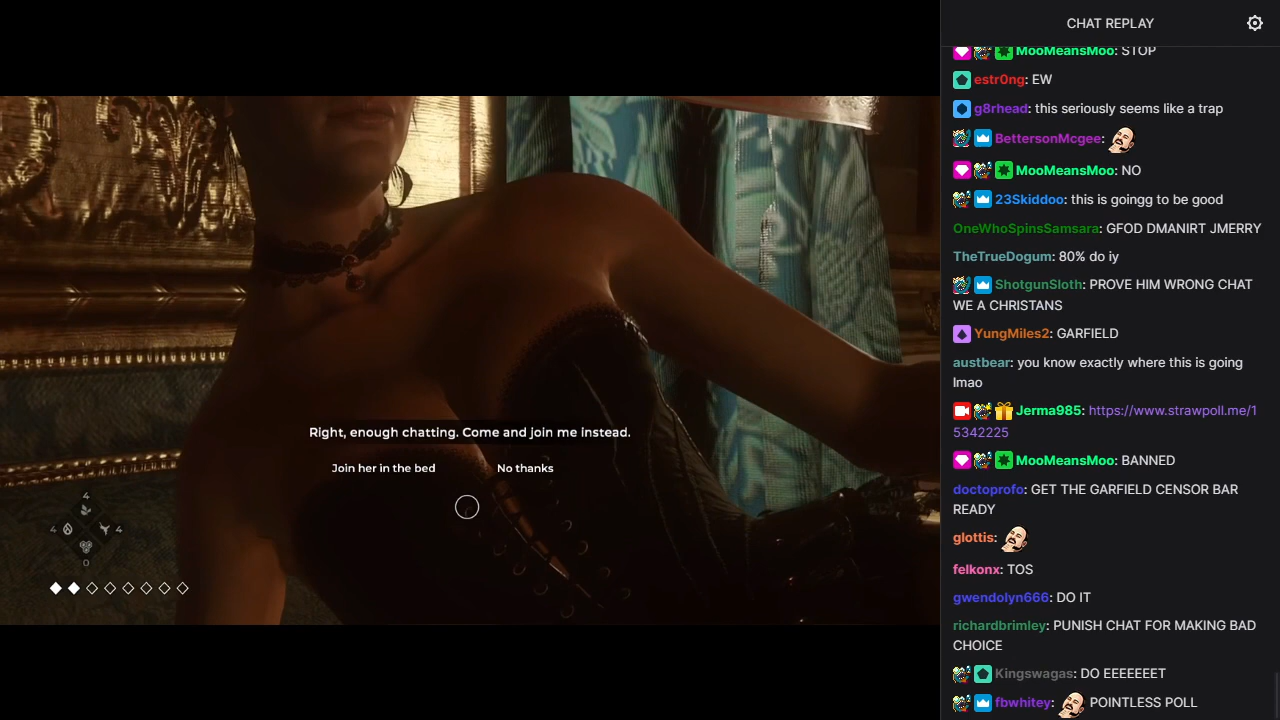 CHAT REPLAY
MooMeansMoo: STOP
estr0ng: EW
g8rhead: this seriously seems like a trap
BettersonMcgee:
MooMeansMoo: NO
23Skiddoo: this is goingg to be good
OneWhoSpinsSamsara: GFOD DMANIRT JMERRY
TheTrueDogum: 80% do iy
ShotgunSloth: PROVE HIM WRONG CHAT
WE A CHRISTANS
YungMiles2: GARFIELD
austbear: you know exactly where this is going
lmao
Jerma985: https://www.strawpoll.me/1
5342225
MooMeansMoo: BANNED
doctoprofo: GET THE GARFIELD CENSOR BAR
READY
glottis:
felkonx: TOS
gwendolyn666: DO IT
richardbrimley: PUNISH CHAT FOR MAKING BAD
CHOICE
Kingswagas: DO EEEEEEET
fbwhitey: POINTLESS POLL
Right, enough chatting. Come and join me instead.
Join her in the bed No thanks
4
4 4
0